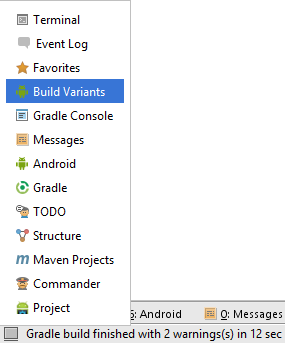 Terminal
Event Log
Favorites
Build Variants
Gradle Console
Messages
Android
Gradle
TODO
Structure
Maven Projects
Commander
Project
6: Android 0: Messages
Gradle build finished with 2 warnings(s) in 12 sec